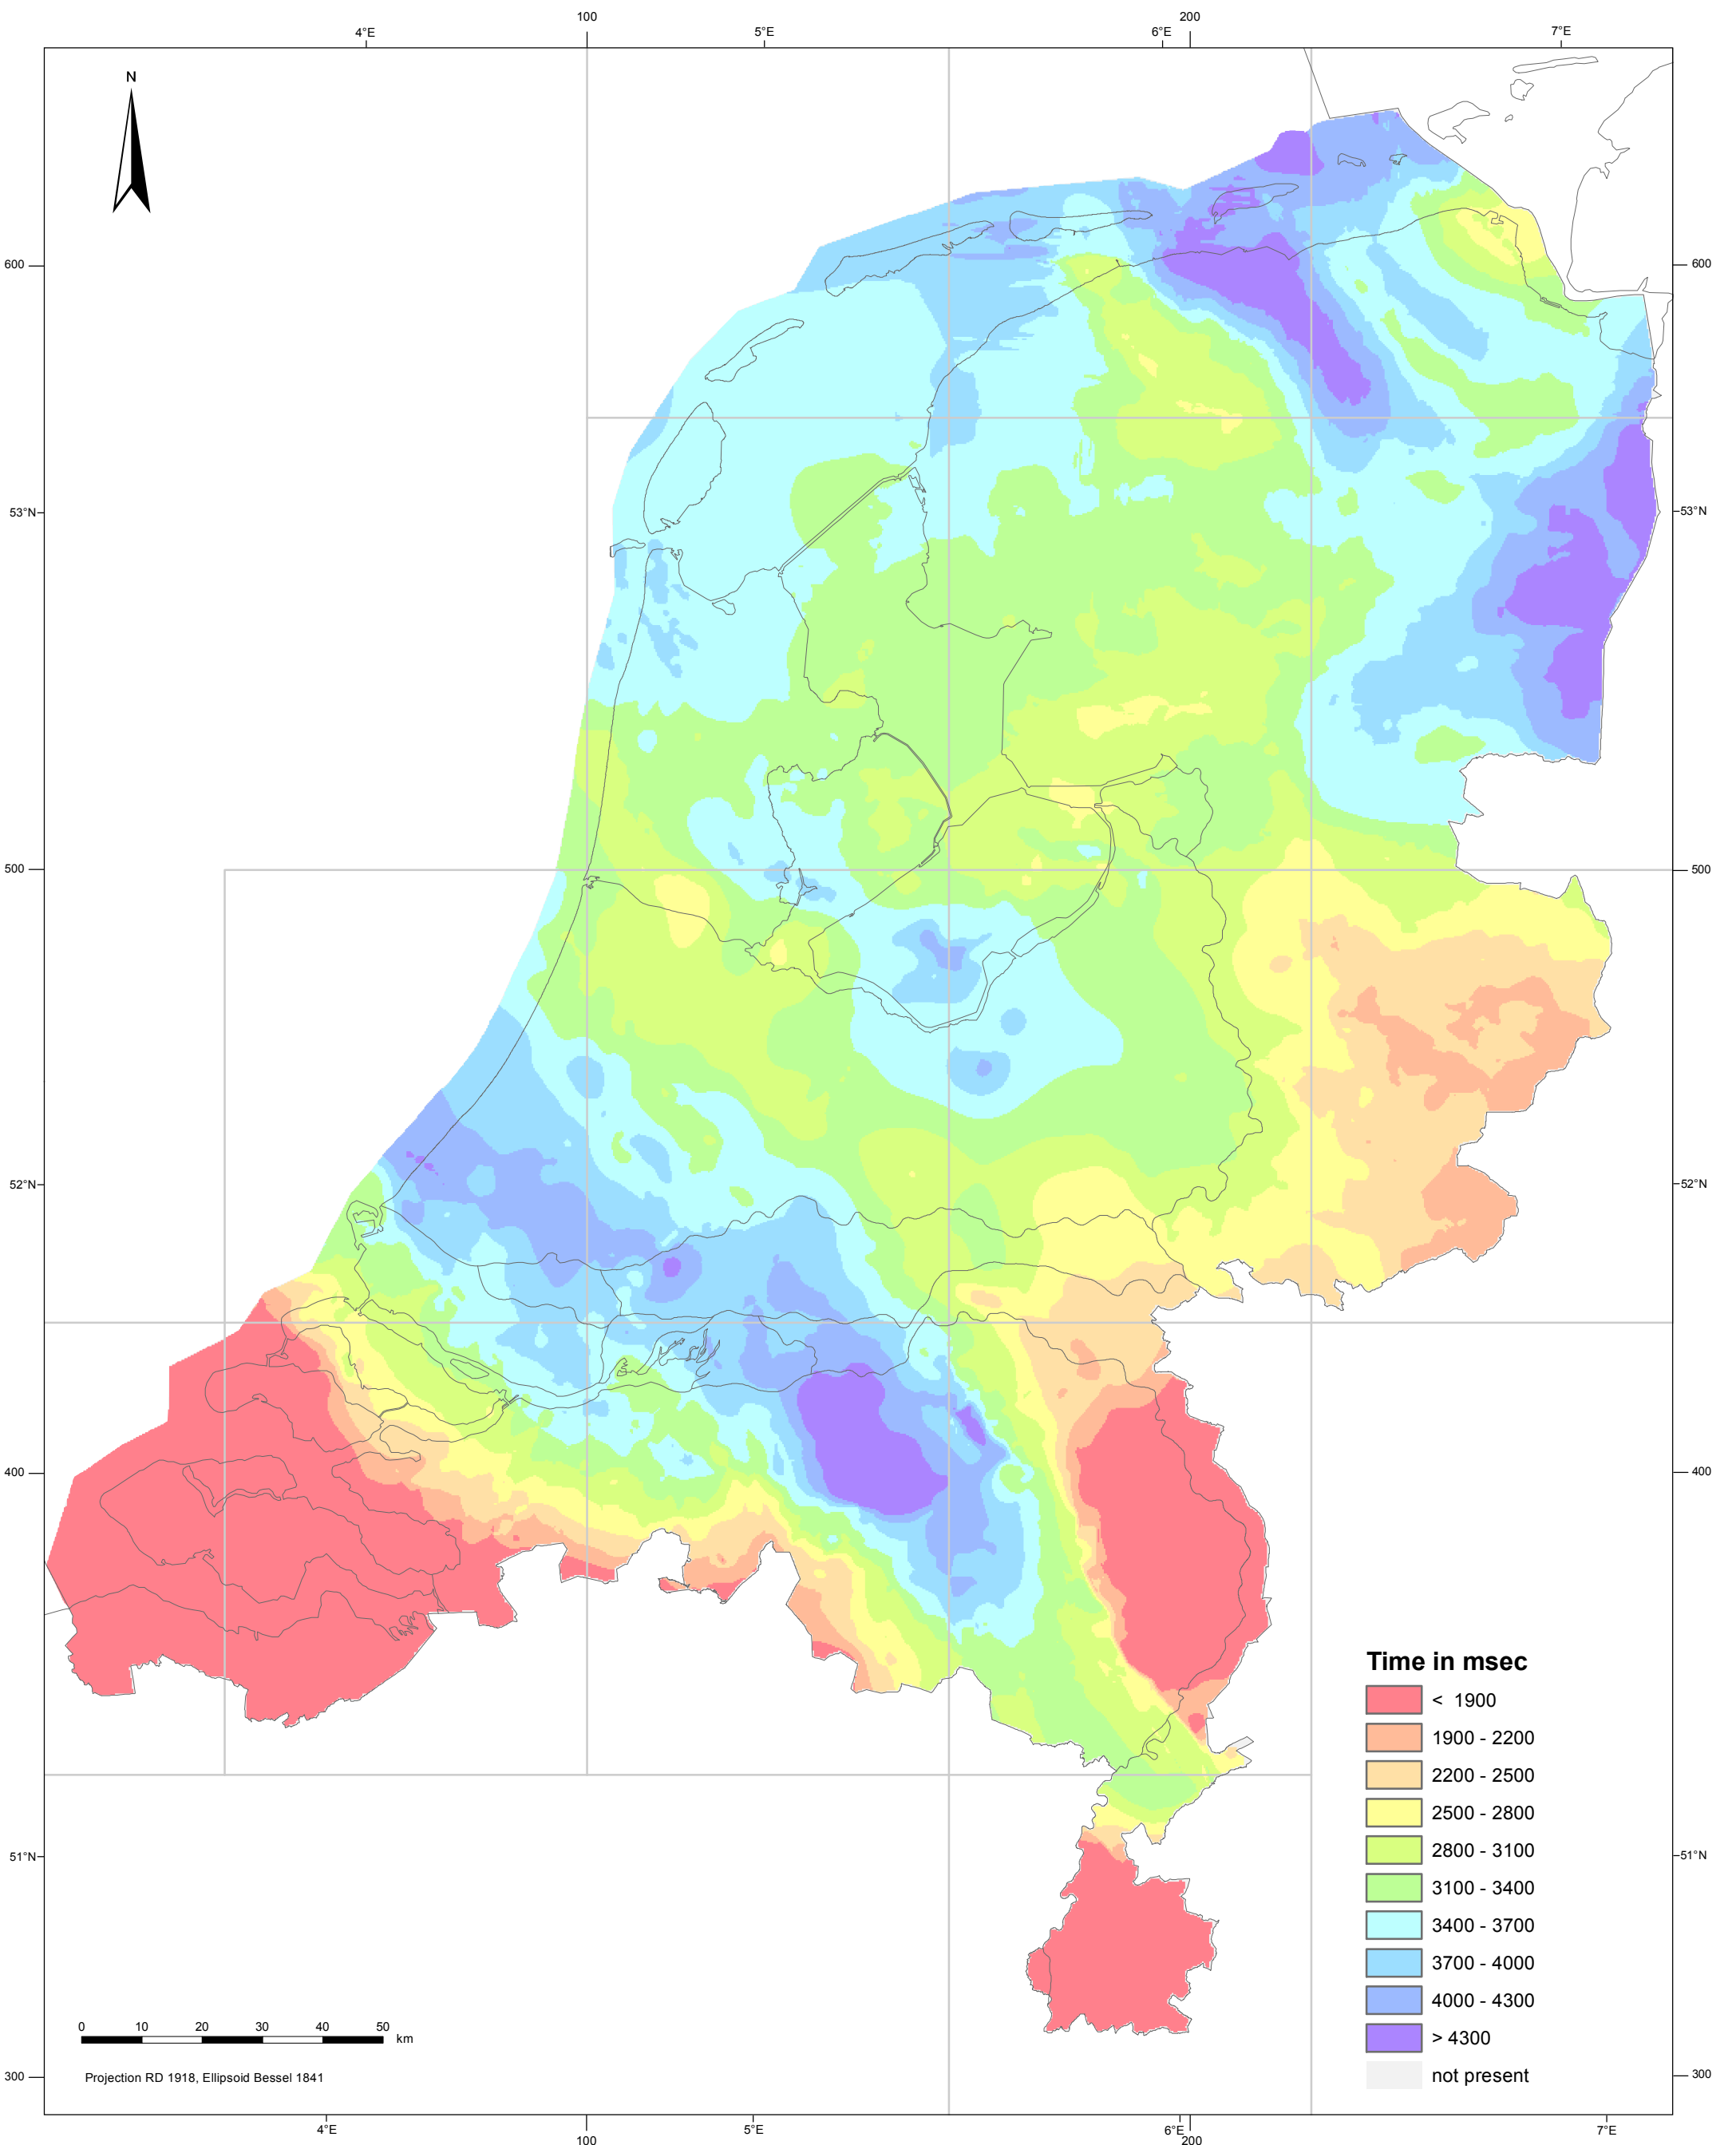 100 200
4°E 5°E 6°E 7°E
N
600 600
53°N 53°N
500 500
52°N 52°N
400 400
Time in msec
< 1900
1900 - 2200
2200 - 2500
2500 - 2800
2800 - 3100
3100 - 3400
3400 - 3700
3700 - 4000
4000 - 4300
> 4300
not present
51°N 51°N
0 10 20 30 40 50
km
Projection RD 1918, Ellipsoid Bessel 1841
300 300
4°E 5°E 6°E 7°E
100 200